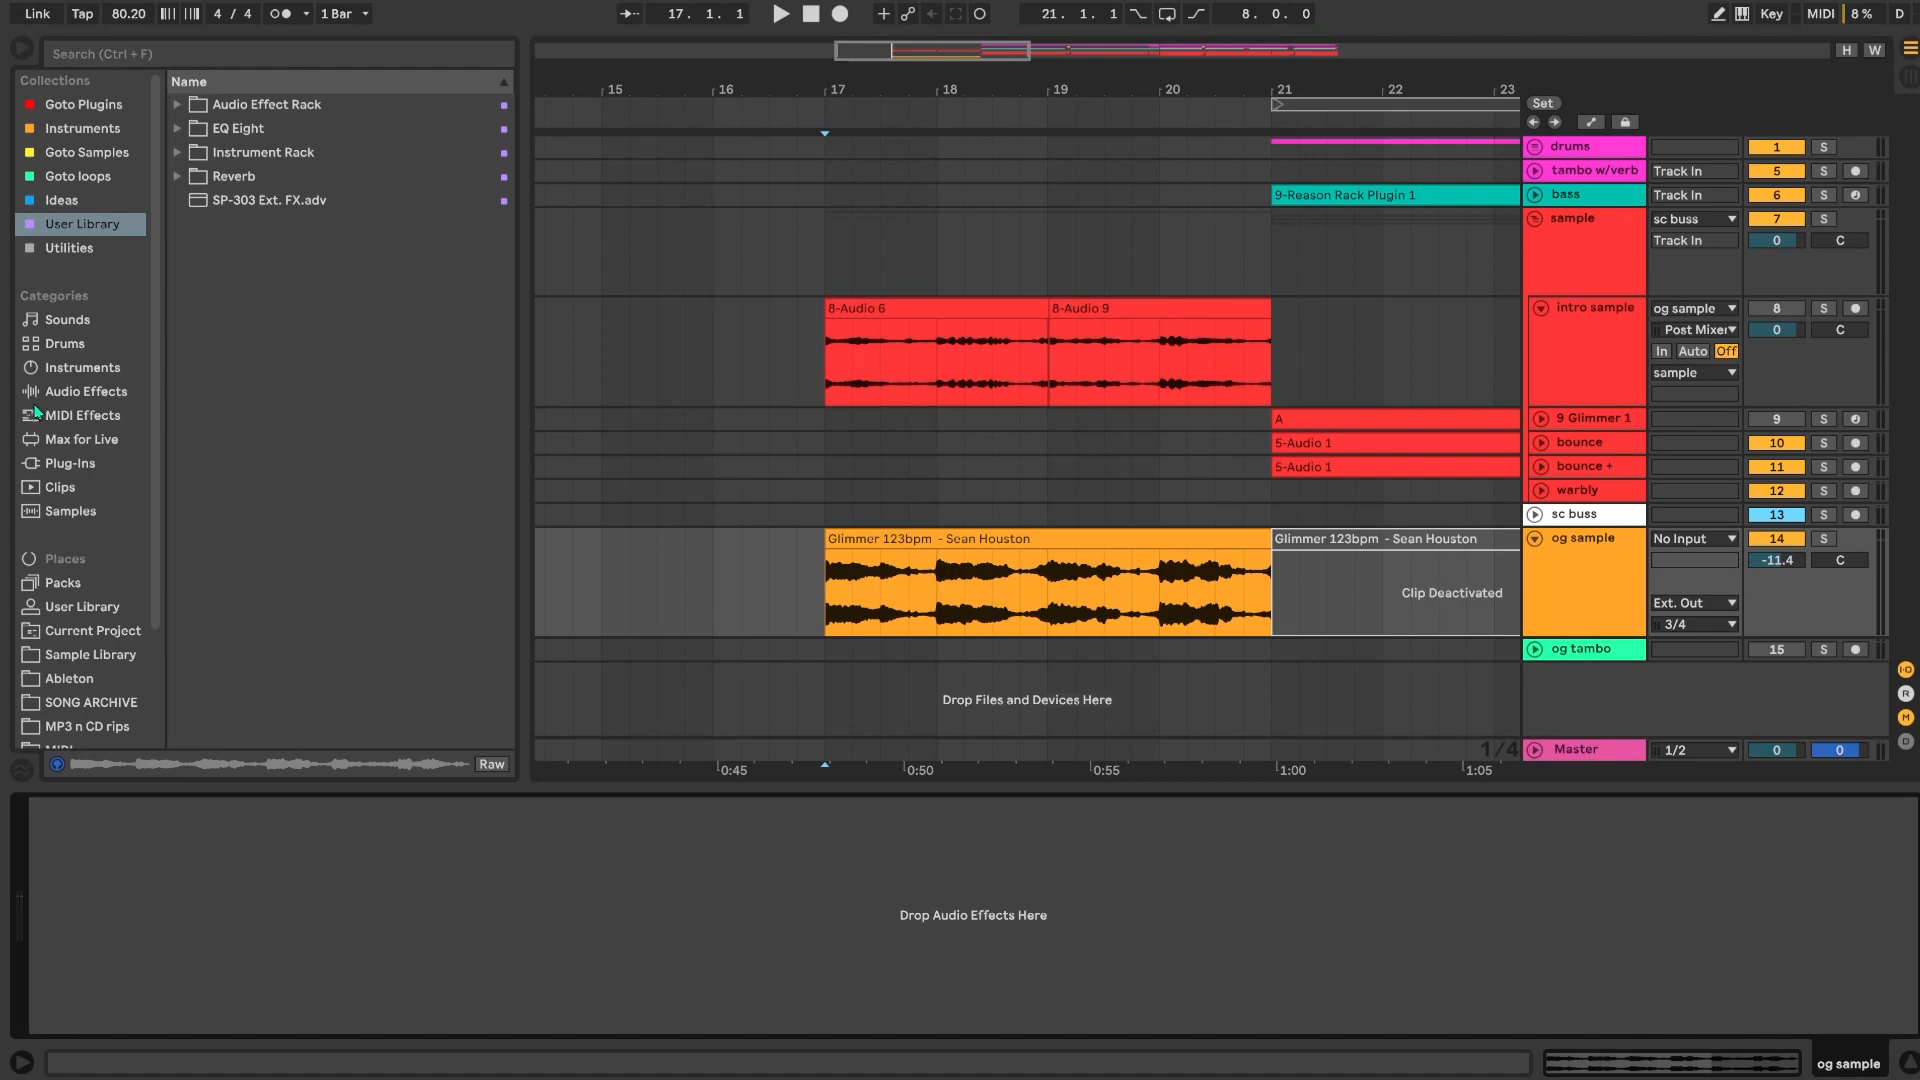 Link Tap 80.20 4 / 4 1 Bar 17. 1. 1 21. 1. 1 8. 0. 0 Key MIDI 8 % D
Search (Ctrl + F)
H W
Collections
Goto Plugins
Instruments
Goto Samples
Goto loops
Ideas
User Library
Utilities
Categories
Sounds
Drums
Instruments
Audio Effects
MIDI Effects
Max for Live
Plug-Ins
Clips
Samples
Places
Packs
User Library
Current Project
Sample Library
Ableton
SONG ARCHIVE
MP3 n CD rips
Name
Audio Effect Rack
EQ Eight
Instrument Rack
Reverb
SP-303 Ext. FX.adv
Raw
15 16 17 18 19 20 21 22 23
Set
drums 1 S
tambo w/verb Track In 5 S
9-Reason Rack Plugin 1 bass Track In 6 S
sample sc buss 7 S
Track In 0 C
8-Audio 6 8-Audio 9 intro sample og sample 8 S
Post Mixer 0 C
In Auto Off
sample
A 9 Glimmer 1 9 S
5-Audio 1 bounce 10 S
5-Audio 1 bounce + 11 S
warbly 12 S
sc buss 13 S
Glimmer 123bpm - Sean Houston Glimmer 123bpm - Sean Houston og sample No Input 14 S
-11.4 C
Clip Deactivated
Ext. Out
3/4
og tambo 15 S
Drop Files and Devices Here
1/4 Master 1/2 0 0
0:45 0:50 0:55 1:00 1:05
I·O
R
M
D
Drop Audio Effects Here
og sample